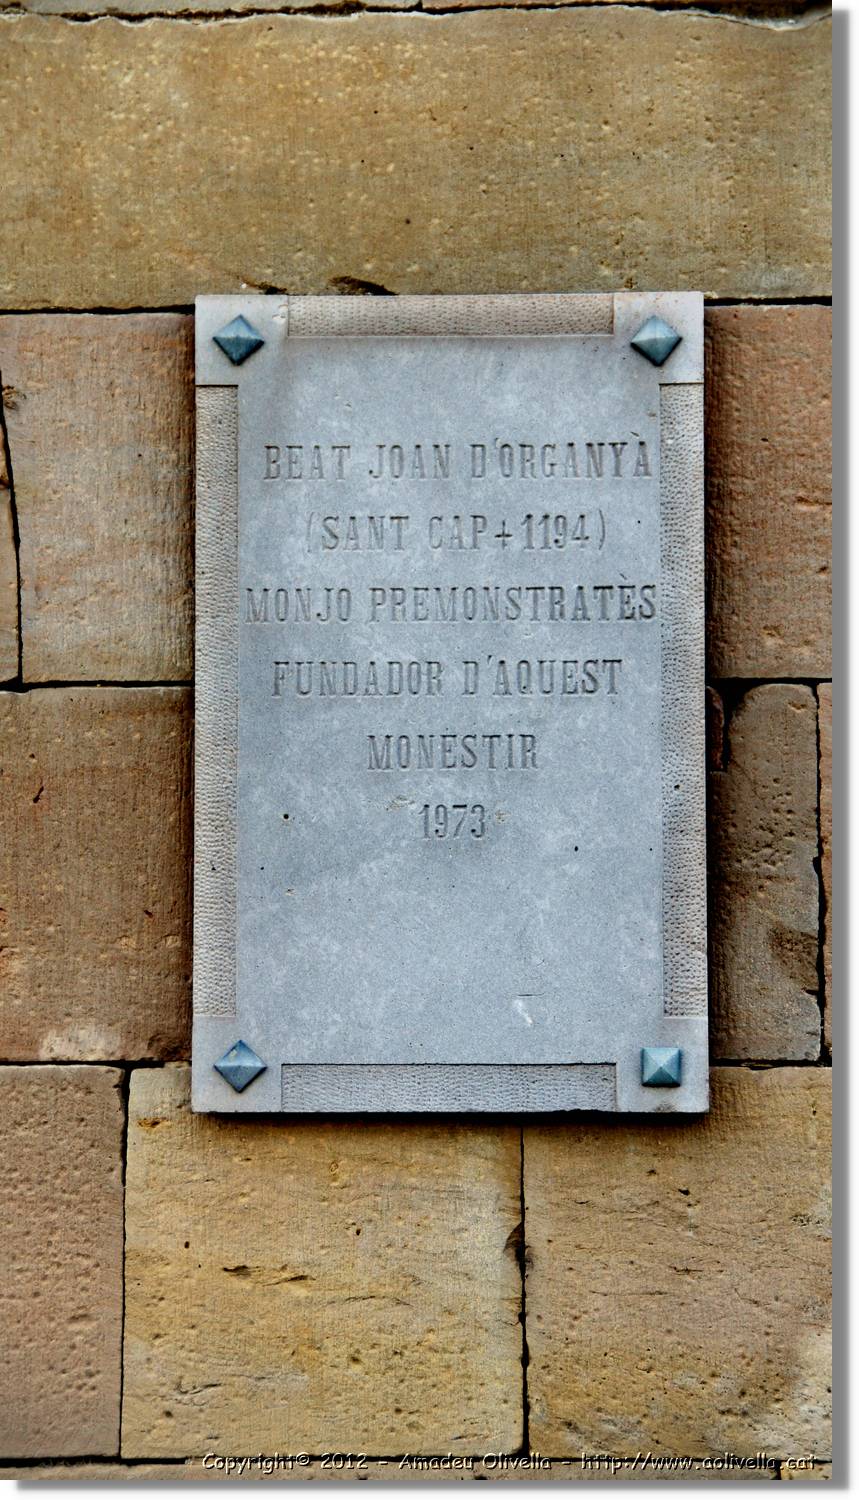 BEAT JOAN D'ORGANYÀ
(SANT CAP+1194)
MONJO PREMONSTRATÈS
FUNDADOR D'AQUEST
MONESTIR
1973
Copyright© 2012 - Amadeu Olivella - http://www.aolivella.cat